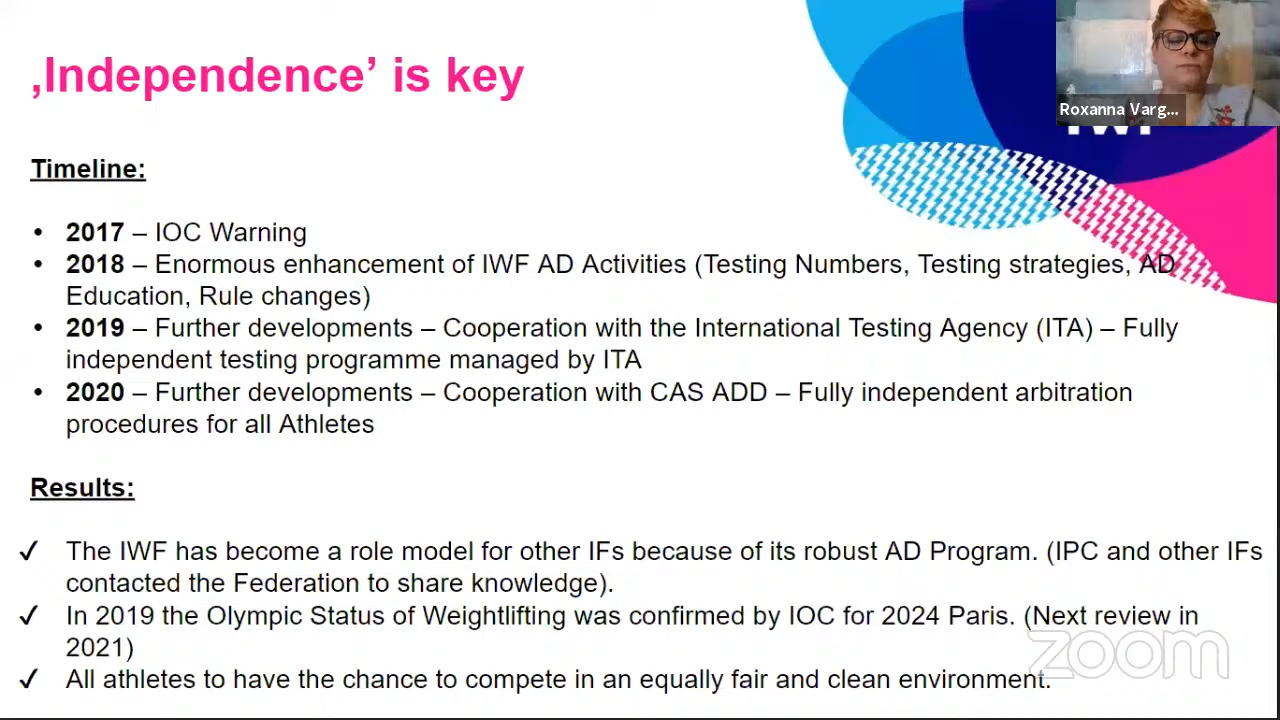 ‚Independence’ is key
Roxanna Varg...
IWF
Timeline:
• 2017 – IOC Warning
• 2018 – Enormous enhancement of IWF AD Activities (Testing Numbers, Testing strategies, AD
Education, Rule changes)
• 2019 – Further developments – Cooperation with the International Testing Agency (ITA) – Fully
independent testing programme managed by ITA
• 2020 – Further developments – Cooperation with CAS ADD – Fully independent arbitration
procedures for all Athletes
Results:
✓ The IWF has become a role model for other IFs because of its robust AD Program. (IPC and other IFs
contacted the Federation to share knowledge).
✓ In 2019 the Olympic Status of Weightlifting was confirmed by IOC for 2024 Paris. (Next review in
2021)
✓ All athletes to have the chance to compete in an equally fair and clean environment.
zoom